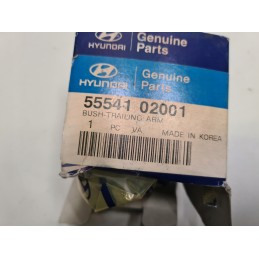 Genuine
HYUNDAI Parts
Genuine
HYUNDAI Parts
55541 02001
BUSH-TRAILING ARM
1 PC VA MADE IN KOREA